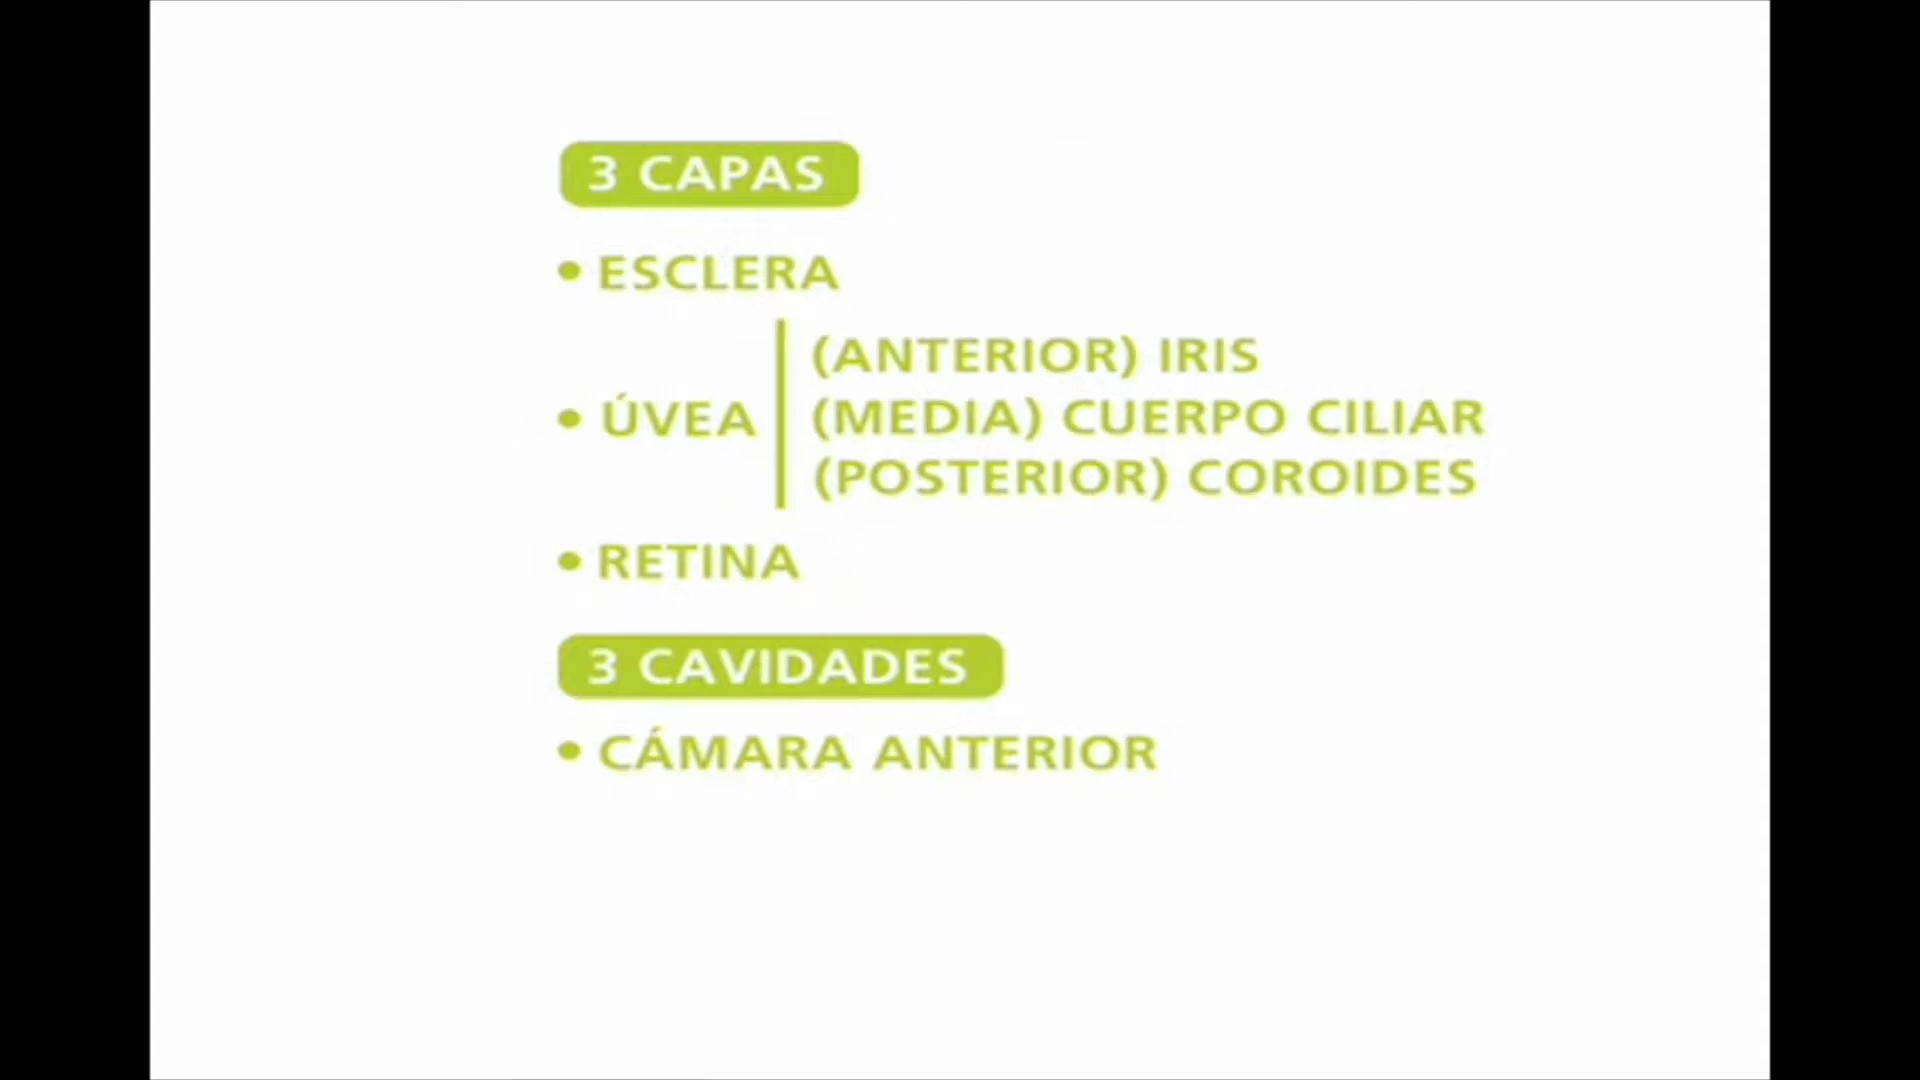 3 CAPAS
• ESCLERA
(ANTERIOR) IRIS
• ÚVEA
(MEDIA) CUERPO CILIAR
(POSTERIOR) COROIDES
• RETINA
3 CAVIDADES
• CÁMARA ANTERIOR